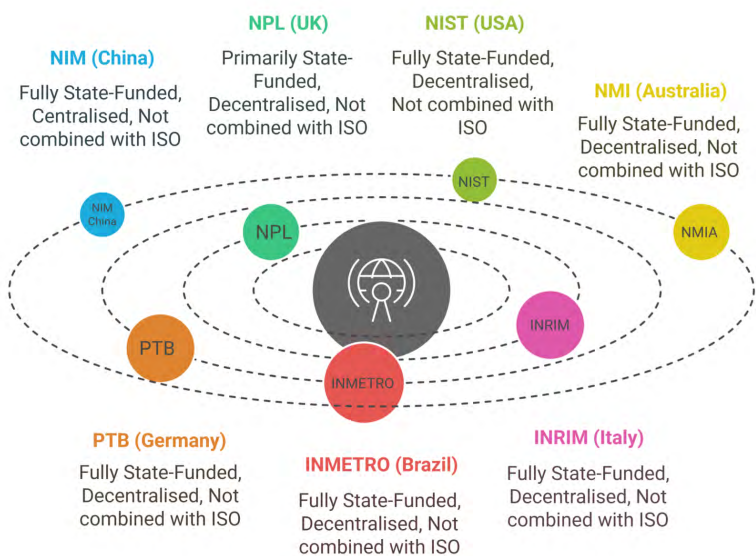 NPL (UK)
Primarily State-
Funded,
Decentralised, Not
combined with ISO
NIST (USA)
Fully State-Funded,
Decentralised,
Not combined with
ISO
NIM (China)
Fully State-Funded,
Centralised, Not
combined with ISO
NMI (Australia)
Fully State-Funded,
Decentralised, Not
combined with ISO
NIST
NIM
China
NPL
NMIA
INRIM
PTB
INMETRO
PTB (Germany)
Fully State-Funded,
Decentralised, Not
combined with ISO
INMETRO (Brazil)
Fully State-Funded,
Decentralised, Not
combined with ISO
INRIM (Italy)
Fully State-Funded,
Decentralised, Not
combined with ISO